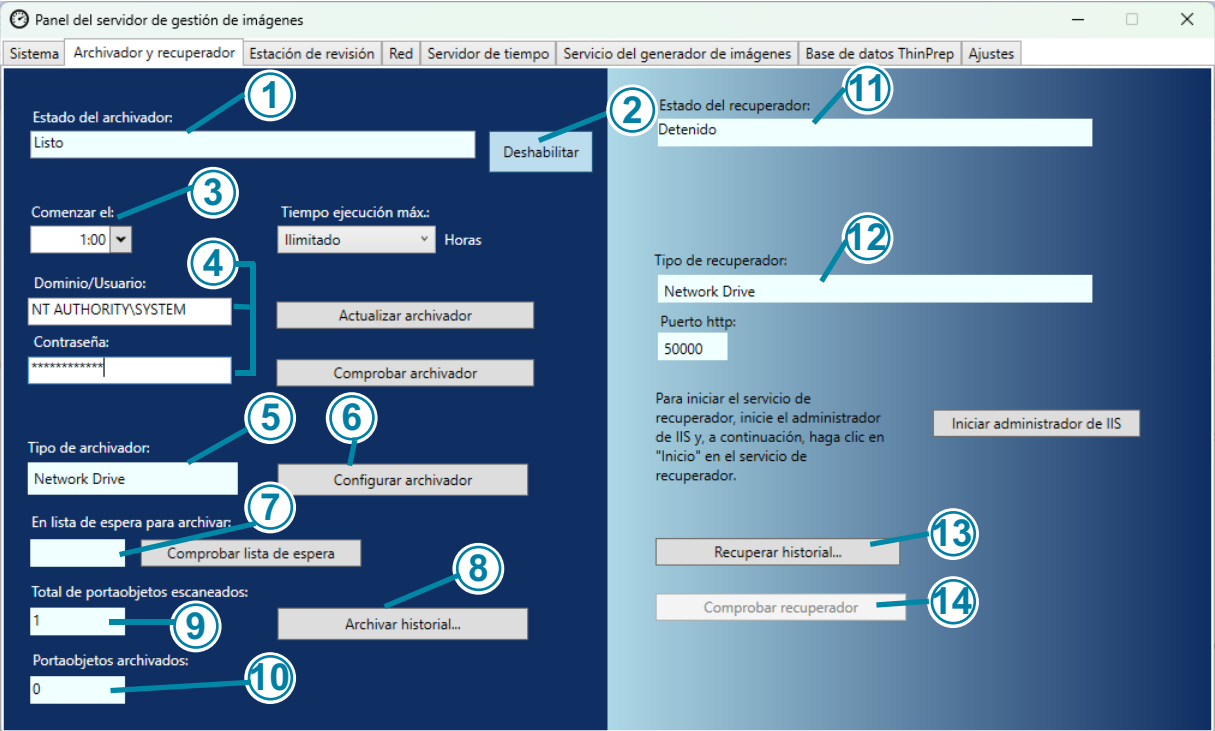 Panel del servidor de gestión de imágenes
Sistema Archivador y recuperador Estación de revisión Red Servidor de tiempo Servicio del generador de imágenes Base de datos ThinPrep Ajustes
1
Estado del archivador:
Listo
2
Deshabilitar
3
Comenzar el:
1:00
Tiempo ejecución máx.:
Ilimitado
Horas
4
Dominio/Usuario:
NT AUTHORITY\SYSTEM
Actualizar archivador
Contraseña:
************
Comprobar archivador
5
6
Tipo de archivador:
Network Drive
Configurar archivador
7
En lista de espera para archivar:
Comprobar lista de espera
8
Total de portaobjetos escaneados:
1
9
Archivar historial...
Portaobjetos archivados:
0
10
11
Estado del recuperador:
Detenido
12
Tipo de recuperador:
Network Drive
Puerto http:
50000
Para iniciar el servicio de
recuperador, inicie el administrador
de IIS y, a continuación, haga clic en
"Inicio" en el servicio de
recuperador.
Iniciar administrador de IIS
13
Recuperar historial...
14
Comprobar recuperador